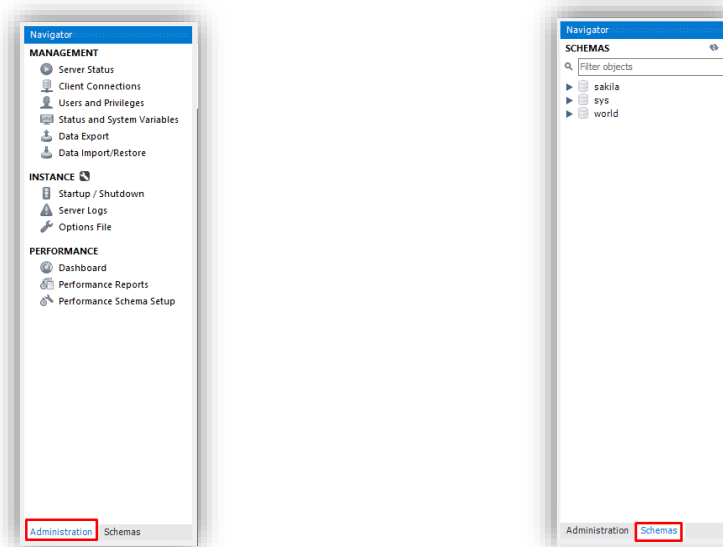 Navigator
MANAGEMENT
Server Status
Client Connections
Users and Privileges
Status and System Variables
Data Export
Data Import/Restore
INSTANCE
Startup / Shutdown
Server Logs
Options File
PERFORMANCE
Dashboard
Performance Reports
Performance Schema Setup
Administration Schemas
Navigator
SCHEMAS
Filter objects
sakila
sys
world
Administration Schemas